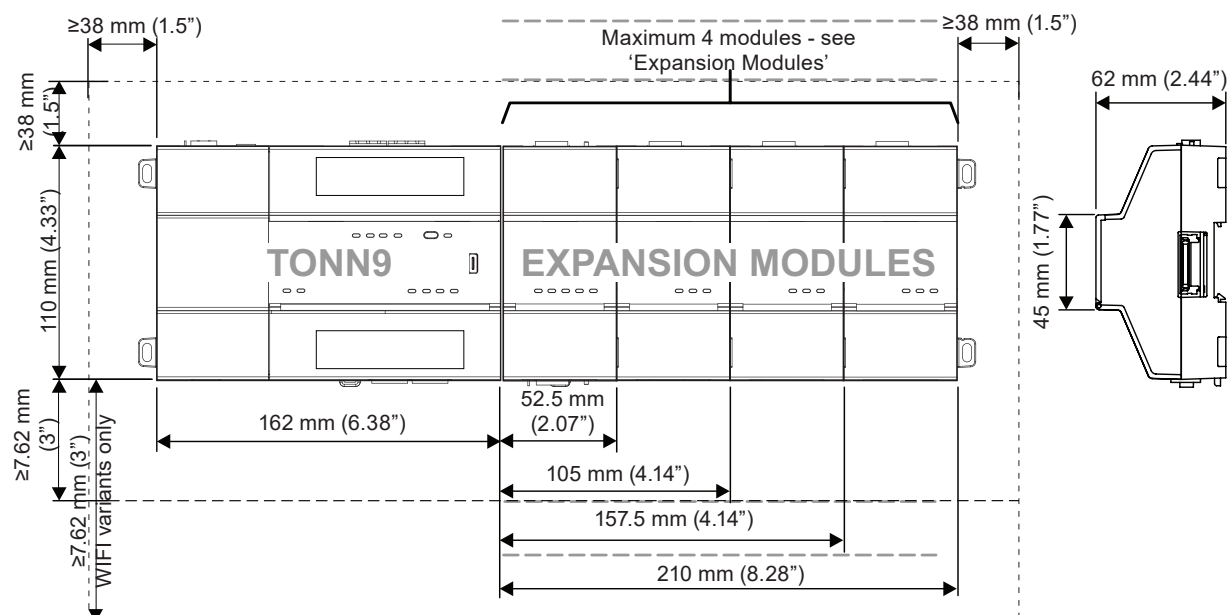 ≥38 mm (1.5”)
Maximum 4 modules - see
‘Expansion Modules’
≥38 mm (1.5”)
62 mm (2.44”)
≥38 mm
(1.5”)
110 mm (4.33”)
TONN9
EXPANSION MODULES
45 mm (1.77”)
≥7.62 mm
(3”)
≥7.62 mm (3”)
WIFI variants only
162 mm (6.38”)
52.5 mm
(2.07”)
105 mm (4.14”)
157.5 mm (4.14”)
210 mm (8.28”)